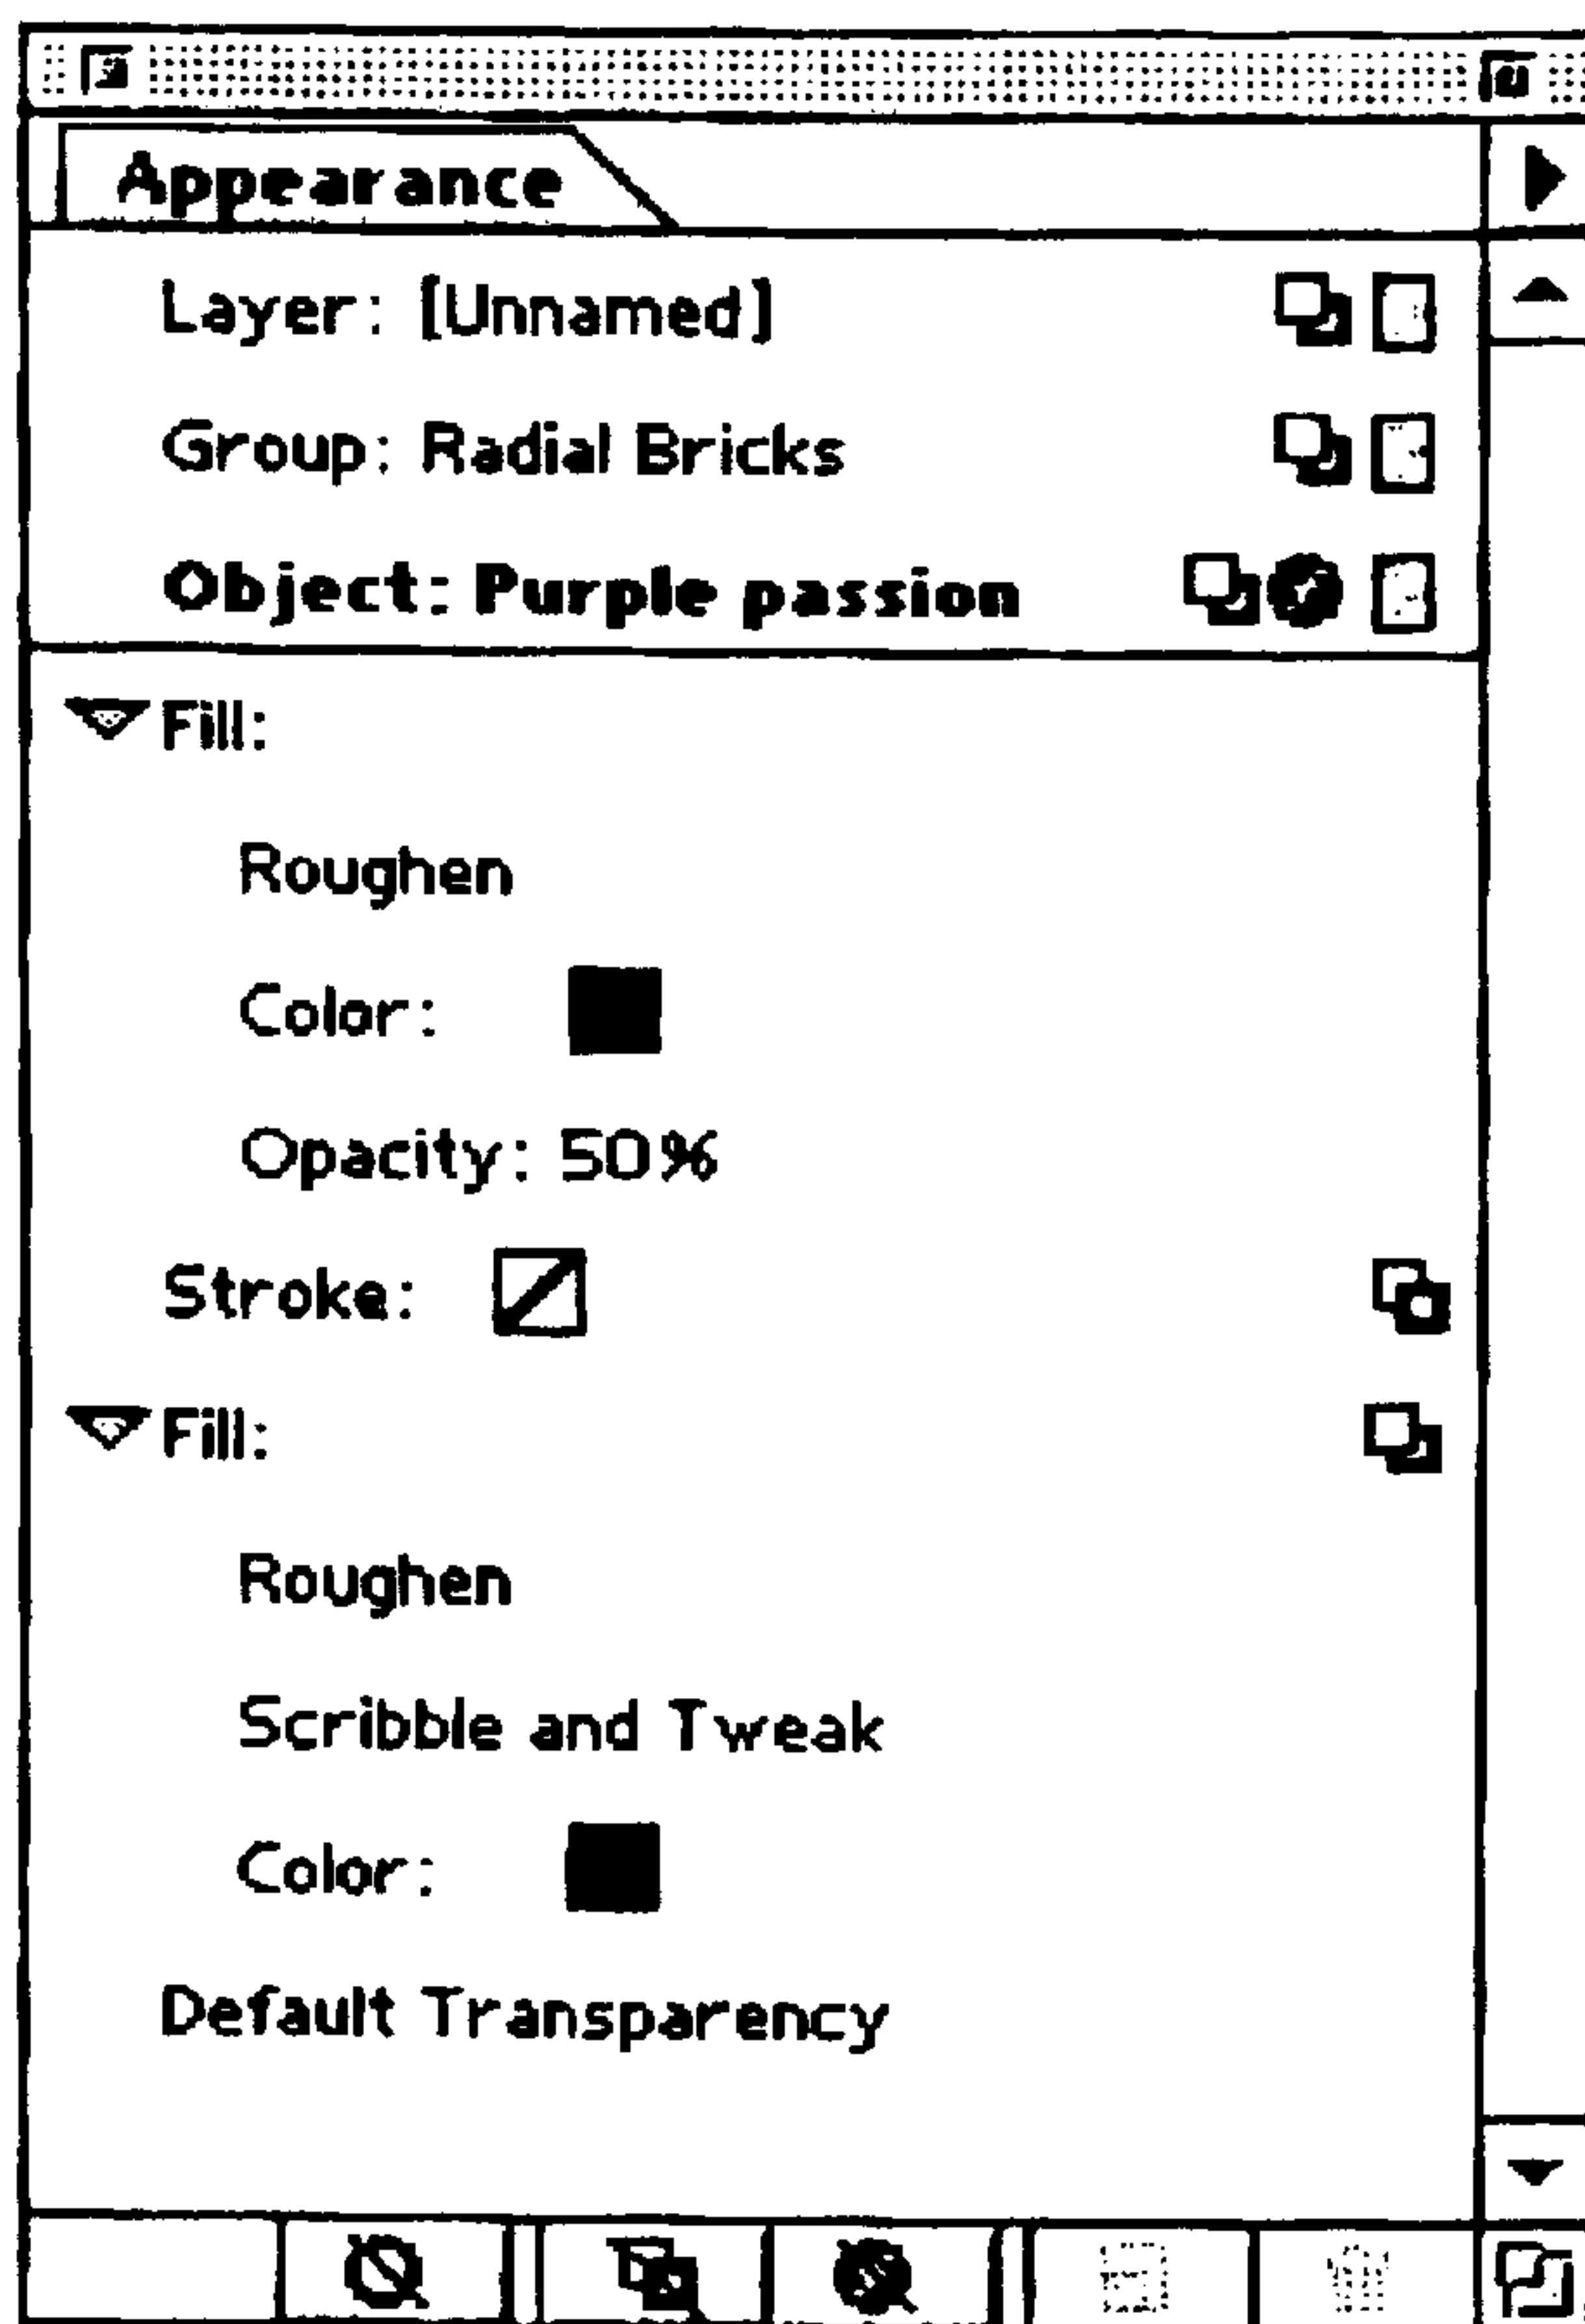 Appearance
Layer: (Unnamed)
Group: Radial Bricks
Object: Purple passion
Fill:
Roughen
Color:
Opacity: 50%
Stroke:
Fill:
Roughen
Scribble and Tweak
Color:
Default Transparency